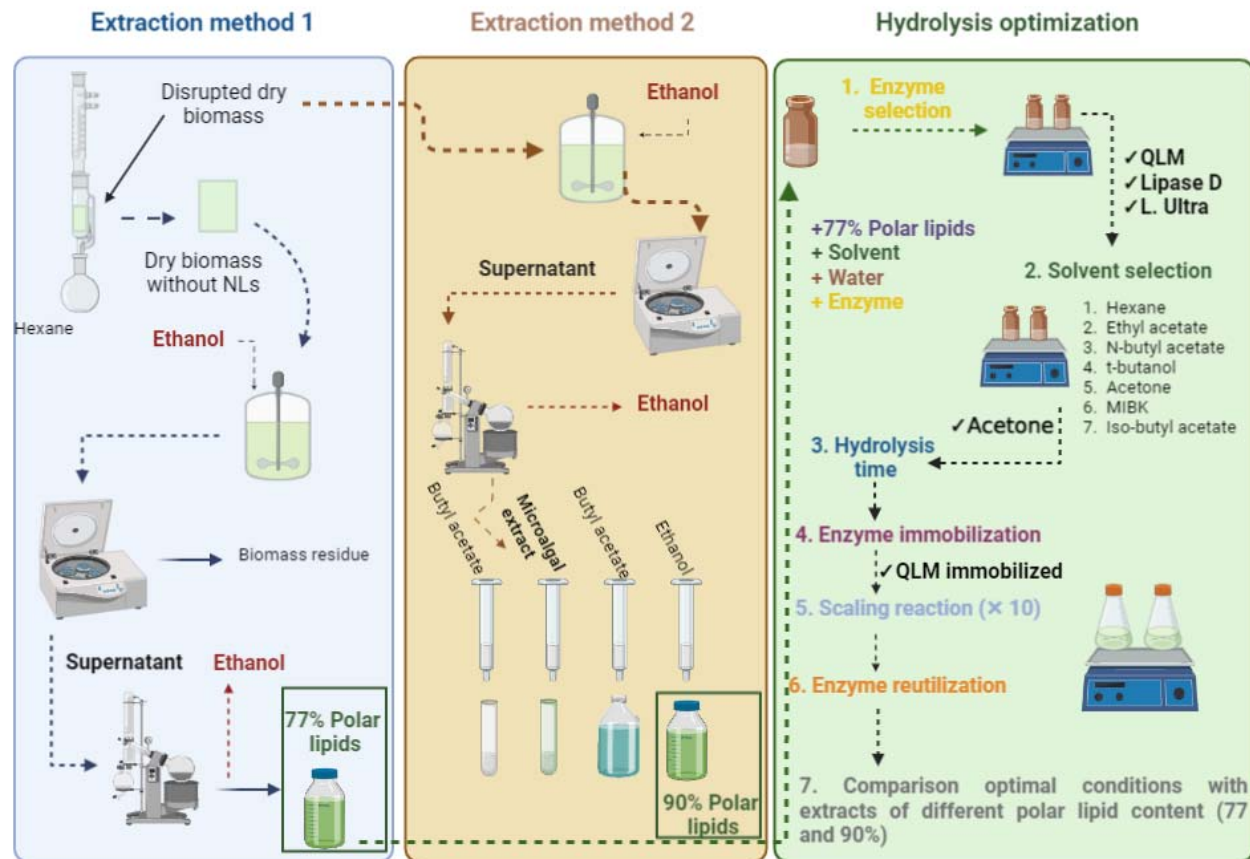 Extraction method 1
Disrupted dry
biomass
Dry biomass
without NLs
Hexane
Ethanol
Biomass residue
Supernatant
Ethanol
77% Polar
lipids
Extraction method 2
Ethanol
Supernatant
Ethanol
Butyl acetate
Microalgal
extract
Butyl acetate
Ethanol
90% Polar
lipids
Hydrolysis optimization
1. Enzyme
selection
✓QLM
✓Lipase D
✓L. Ultra
+77% Polar lipids
+ Solvent
+ Water
+ Enzyme
2. Solvent selection
1. Hexane
2. Ethyl acetate
3. N-butyl acetate
4. t-butanol
5. Acetone
6. MIBK
7. Iso-butyl acetate
✓Acetone
3. Hydrolysis
time
4. Enzyme immobilization
✓QLM immobilized
5. Scaling reaction (× 10)
6. Enzyme reutilization
7. Comparison optimal conditions with
extracts of different polar lipid content (77
and 90%)